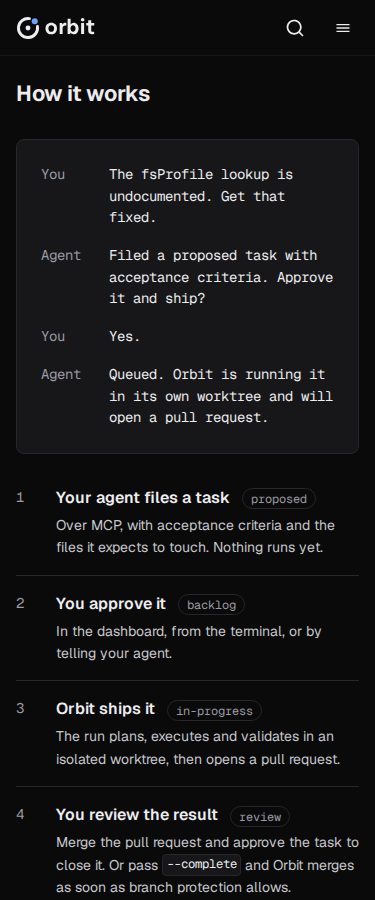 orbit
How it works
You The fsProfile lookup is
undocumented. Get that
fixed.
Agent Filed a proposed task with
acceptance criteria. Approve
it and ship?
You Yes.
Agent Queued. Orbit is running it
in its own worktree and will
open a pull request.
1 Your agent files a task proposed
Over MCP, with acceptance criteria and the
files it expects to touch. Nothing runs yet.
2 You approve it backlog
In the dashboard, from the terminal, or by
telling your agent.
3 Orbit ships it in-progress
The run plans, executes and validates in an
isolated worktree, then opens a pull request.
4 You review the result review
Merge the pull request and approve the task to
close it. Or pass --complete and Orbit merges
as soon as branch protection allows.